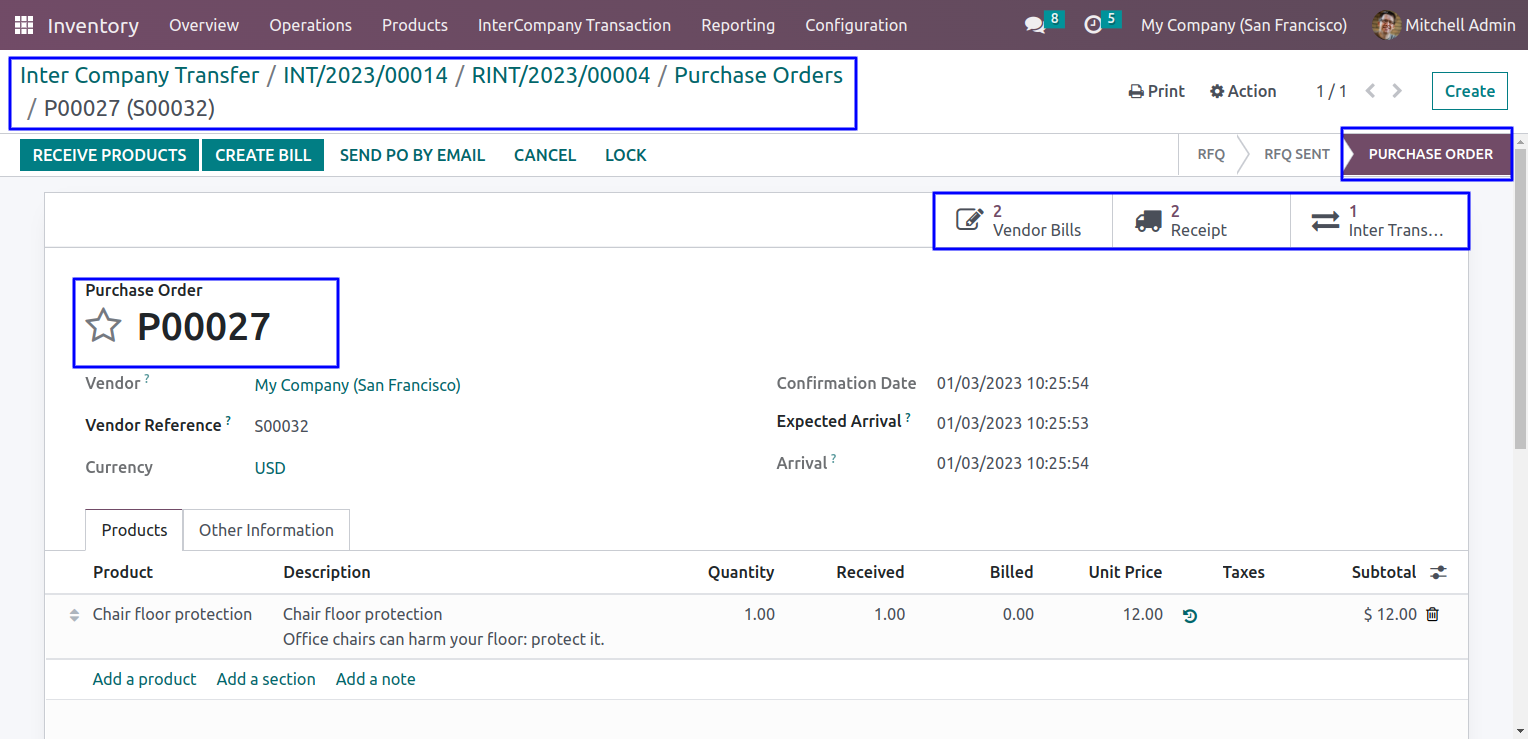 Inventory Overview Operations Products InterCompany Transaction Reporting Configuration 8 5 My Company (San Francisco) Mitchell Admin
Inter Company Transfer / INT/2023/00014 / RINT/2023/00004 / Purchase Orders
/ P00027 (S00032)
Print Action 1 / 1 Create
RECEIVE PRODUCTS CREATE BILL SEND PO BY EMAIL CANCEL LOCK RFQ RFQ SENT PURCHASE ORDER
2 Vendor Bills
2 Receipt
1 Inter Trans...
Purchase Order
P00027
Vendor ? My Company (San Francisco)
Vendor Reference ? S00032
Currency USD
Confirmation Date 01/03/2023 10:25:54
Expected Arrival ? 01/03/2023 10:25:53
Arrival ? 01/03/2023 10:25:54
Products Other Information
Product Description Quantity Received Billed Unit Price Taxes Subtotal
Chair floor protection Chair floor protection 1.00 1.00 0.00 12.00 $ 12.00
Office chairs can harm your floor: protect it.
Add a product Add a section Add a note